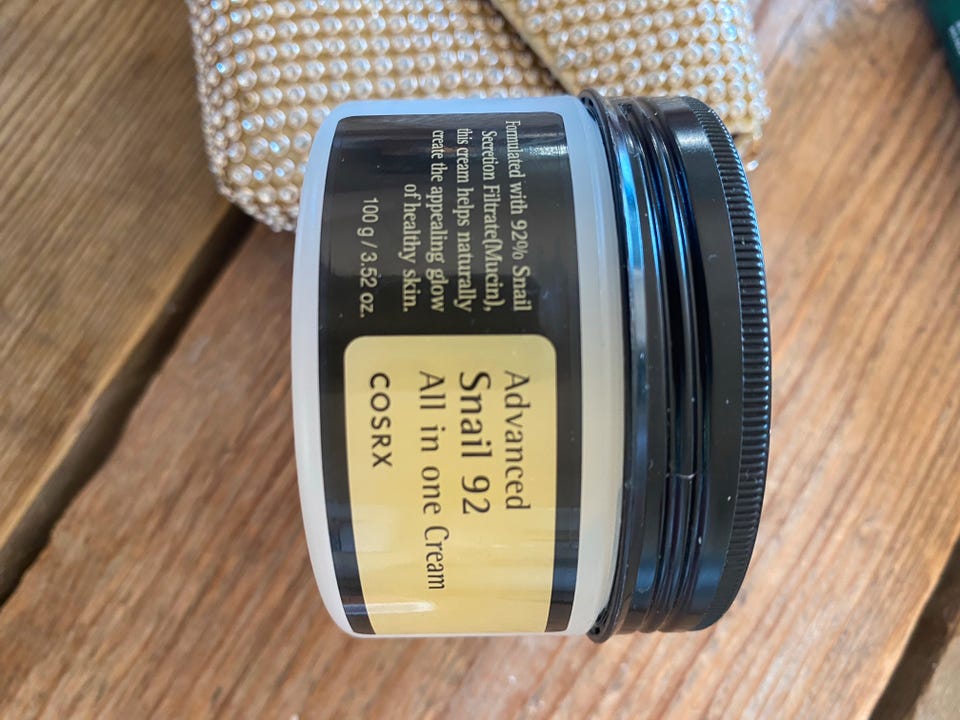 Formulated with 92% Snail
Secretion Filtrate(Mucin),
this cream helps naturally
create the appealing glow
of healthy skin.
100 g / 3.52 oz.
Advanced
Snail 92
All in one Cream
COSRX